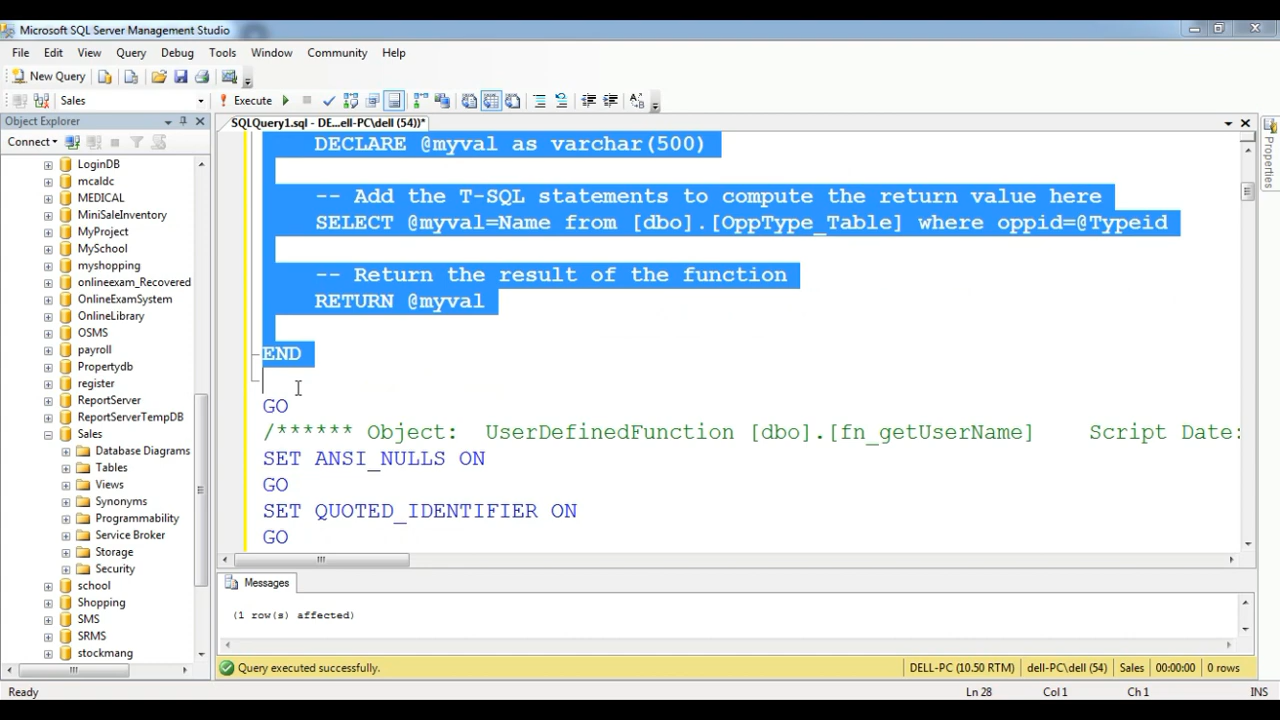 Microsoft SQL Server Management Studio
File Edit View Query Debug Tools Window Community Help
New Query
Sales Execute
Object Explorer
SQLQuery1.sql - DE...ell-PC\dell (54))*
Connect
LoginDB
mcaldc
MEDICAL
MiniSaleInventory
MyProject
MySchool
myshopping
onlineexam_Recovered
OnlineExamSystem
OnlineLibrary
OSMS
payroll
Propertydb
register
ReportServer
ReportServerTempDB
Sales
Database Diagrams
Tables
Views
Synonyms
Programmability
Service Broker
Storage
Security
school
Shopping
SMS
SRMS
stockmang
DECLARE @myval as varchar(500)
-- Add the T-SQL statements to compute the return value here
SELECT @myval=Name from [dbo].[OppType_Table] where oppid=@Typeid
-- Return the result of the function
RETURN @myval
END
GO
/****** Object: UserDefinedFunction [dbo].[fn_getUserName] Script Date:
SET ANSI_NULLS ON
GO
SET QUOTED_IDENTIFIER ON
GO
Properties
Messages
(1 row(s) affected)
Query executed successfully.
DELL-PC (10.50 RTM) dell-PC\dell (54) Sales 00:00:00 0 rows
Ready Ln 28 Col 1 Ch 1 INS